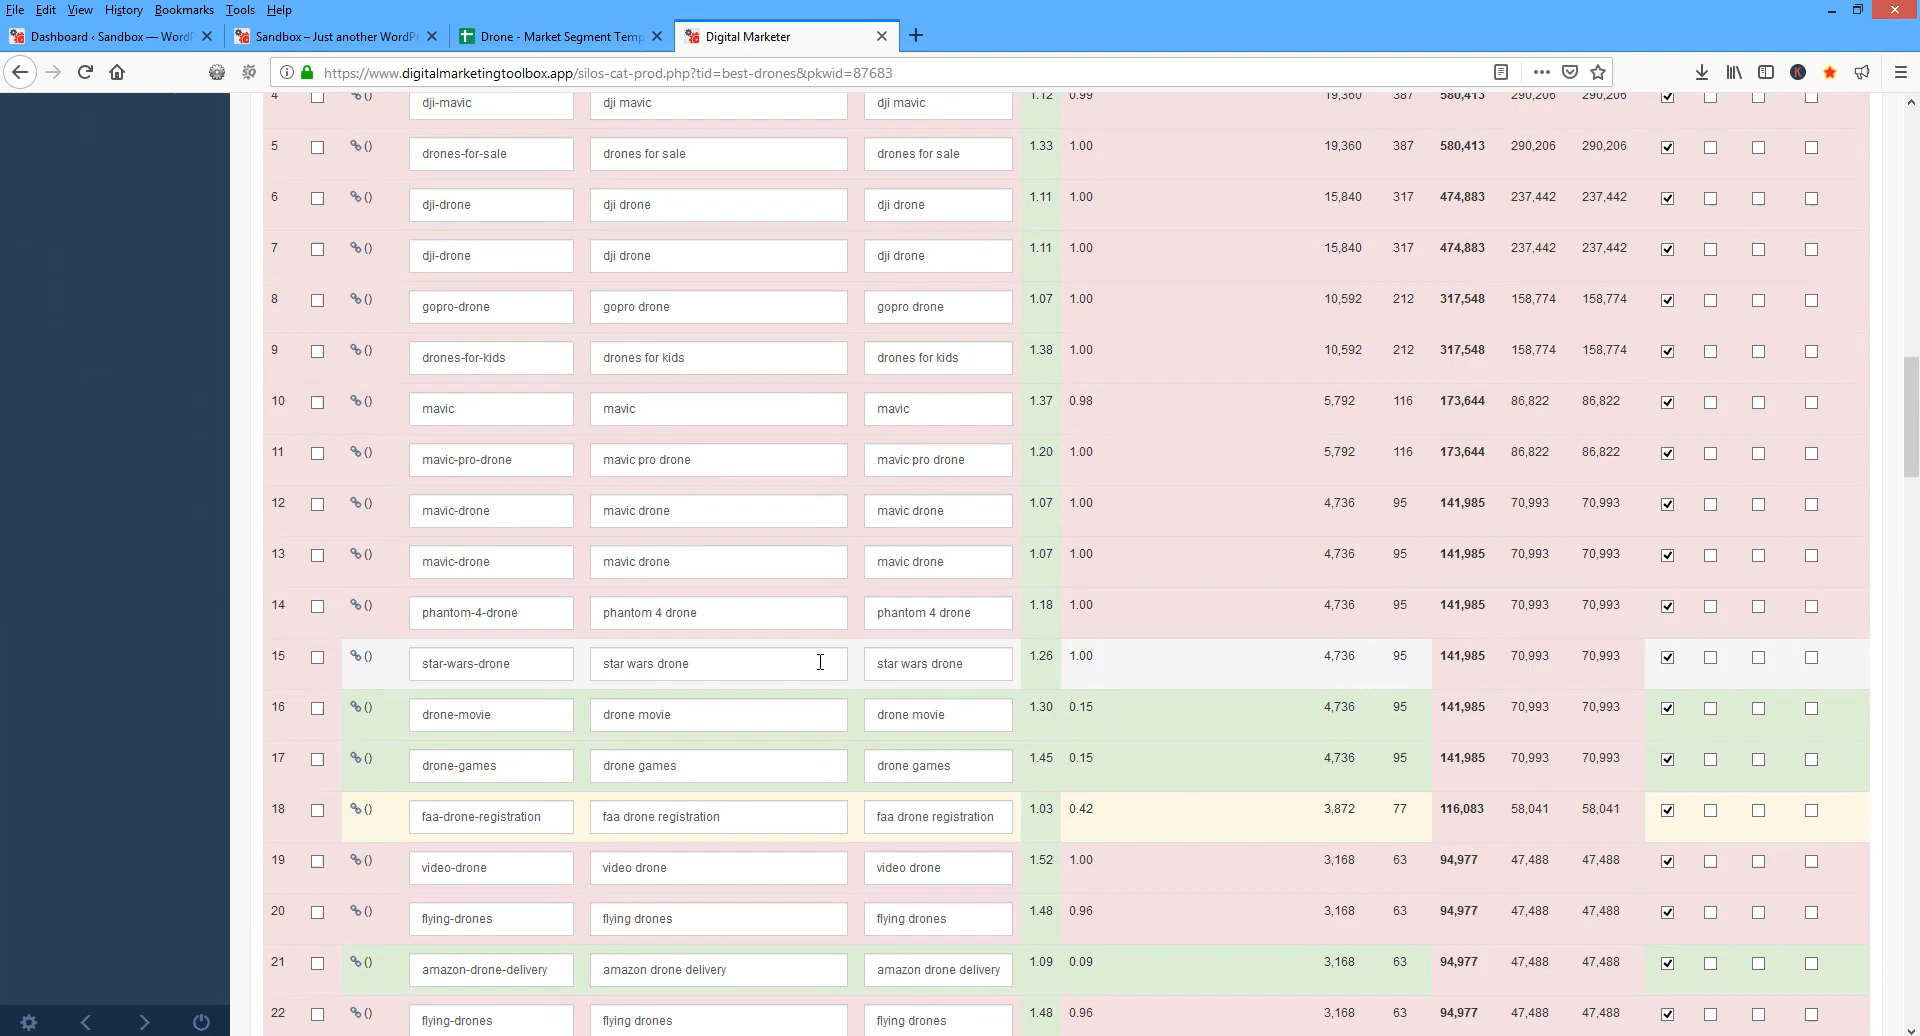 File Edit View History Bookmarks Tools Help
Dashboard ‹ Sandbox — WordP
Sandbox – Just another WordP
Drone - Market Segment Temp
Digital Marketer
https://www.digitalmarketingtoolbox.app/silos-cat-prod.php?tid=best-drones&pkwid=87683
4 () dji-mavic dji mavic dji mavic 1.12 0.99 19,360 387 580,413 290,206 290,206
5 () drones-for-sale drones for sale drones for sale 1.33 1.00 19,360 387 580,413 290,206 290,206
6 () dji-drone dji drone dji drone 1.11 1.00 15,840 317 474,883 237,442 237,442
7 () dji-drone dji drone dji drone 1.11 1.00 15,840 317 474,883 237,442 237,442
8 () gopro-drone gopro drone gopro drone 1.07 1.00 10,592 212 317,548 158,774 158,774
9 () drones-for-kids drones for kids drones for kids 1.38 1.00 10,592 212 317,548 158,774 158,774
10 () mavic mavic mavic 1.37 0.98 5,792 116 173,644 86,822 86,822
11 () mavic-pro-drone mavic pro drone mavic pro drone 1.20 1.00 5,792 116 173,644 86,822 86,822
12 () mavic-drone mavic drone mavic drone 1.07 1.00 4,736 95 141,985 70,993 70,993
13 () mavic-drone mavic drone mavic drone 1.07 1.00 4,736 95 141,985 70,993 70,993
14 () phantom-4-drone phantom 4 drone phantom 4 drone 1.18 1.00 4,736 95 141,985 70,993 70,993
15 () star-wars-drone star wars drone star wars drone 1.26 1.00 4,736 95 141,985 70,993 70,993
16 () drone-movie drone movie drone movie 1.30 0.15 4,736 95 141,985 70,993 70,993
17 () drone-games drone games drone games 1.45 0.15 4,736 95 141,985 70,993 70,993
18 () faa-drone-registration faa drone registration faa drone registration 1.03 0.42 3,872 77 116,083 58,041 58,041
19 () video-drone video drone video drone 1.52 1.00 3,168 63 94,977 47,488 47,488
20 () flying-drones flying drones flying drones 1.48 0.96 3,168 63 94,977 47,488 47,488
21 () amazon-drone-delivery amazon drone delivery amazon drone delivery 1.09 0.09 3,168 63 94,977 47,488 47,488
22 () flying-drones flying drones flying drones 1.48 0.96 3,168 63 94,977 47,488 47,488